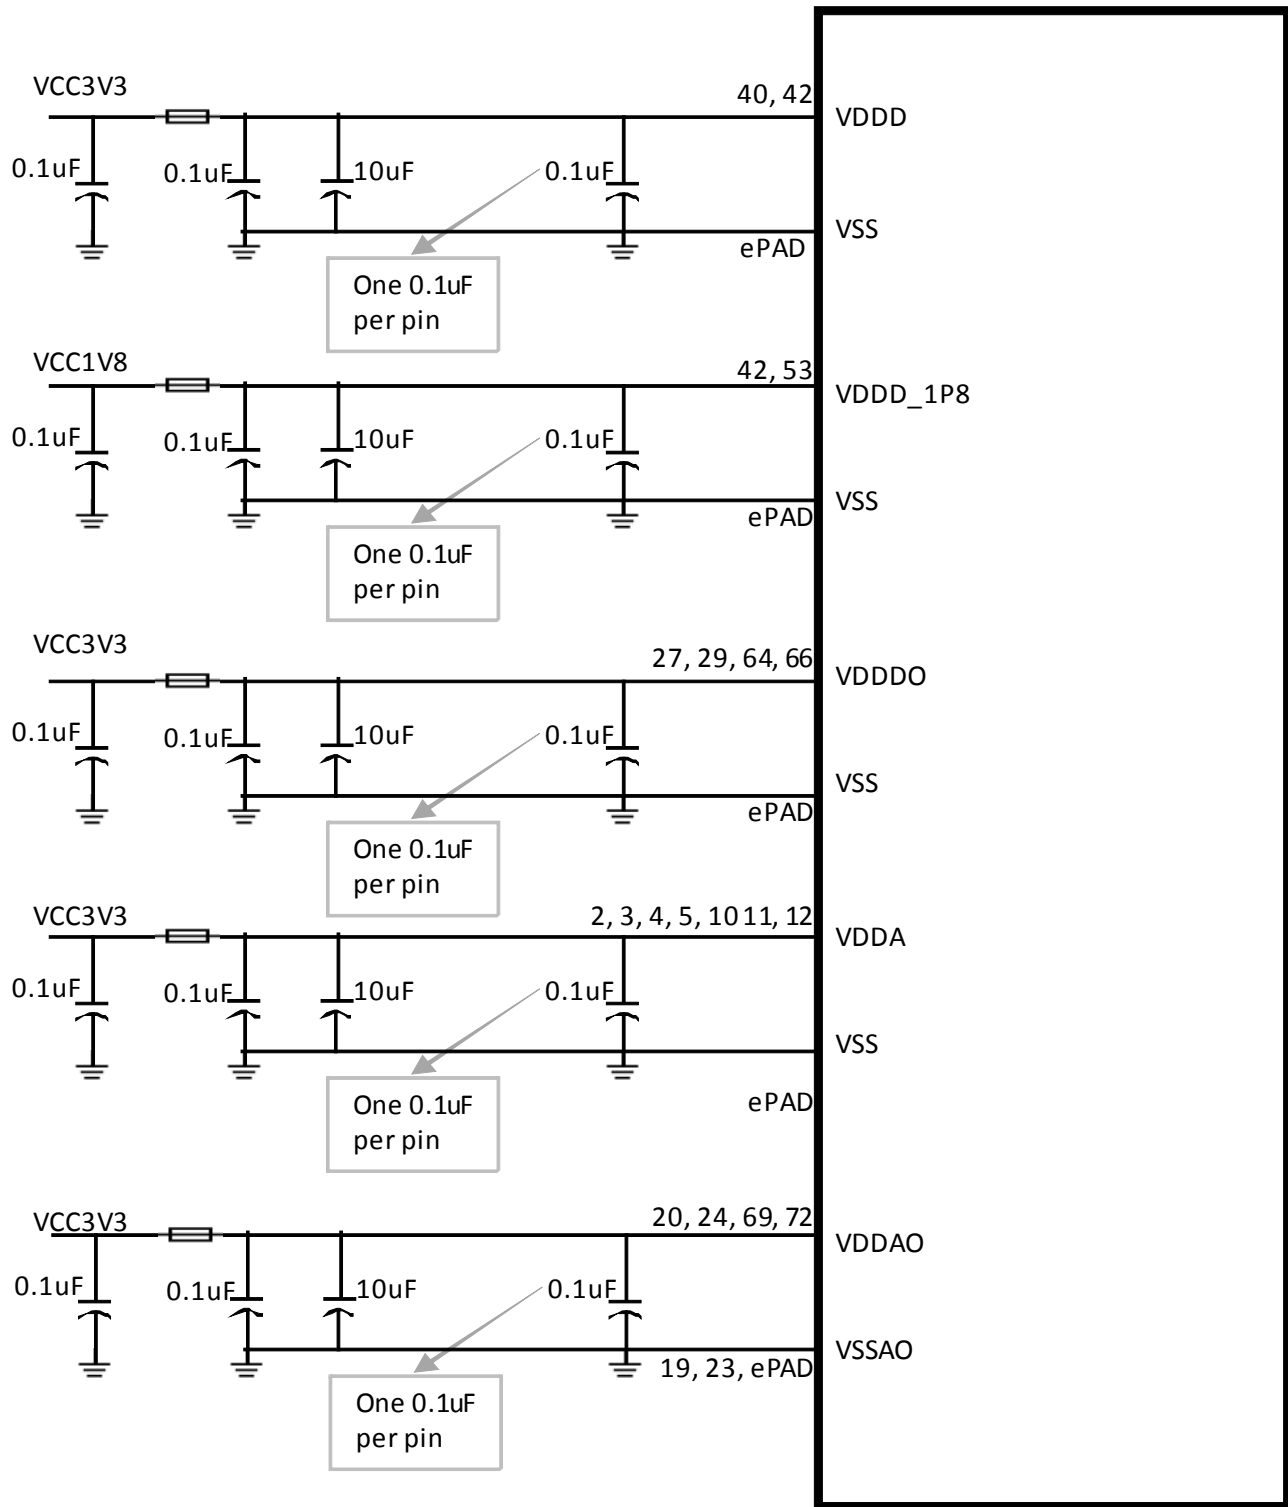 VCC3V3
40, 42
VDDD
0.1uF
0.1uF
10uF
0.1uF
VSS
ePAD
One 0.1uF
per pin
VCC1V8
42, 53
VDDD_1P8
0.1uF
0.1uF
10uF
0.1uF
VSS
ePAD
One 0.1uF
per pin
VCC3V3
27, 29, 64, 66
VDDDO
0.1uF
0.1uF
10uF
0.1uF
VSS
ePAD
One 0.1uF
per pin
VCC3V3
2, 3, 4, 5, 10 11, 12
VDDA
0.1uF
0.1uF
10uF
0.1uF
VSS
ePAD
One 0.1uF
per pin
VCC3V3
20, 24, 69, 72
VDDAO
0.1uF
0.1uF
10uF
0.1uF
VSSAO
19, 23, ePAD
One 0.1uF
per pin